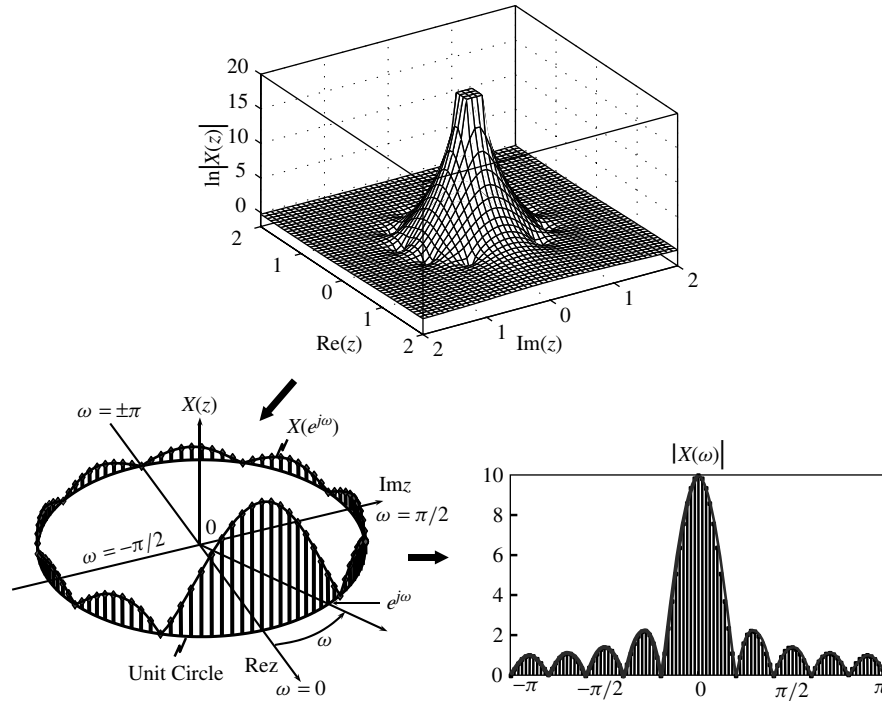 20
15
10
5
0
ln|X(z)|
2
1
0
1
2
Re(z)
2
1
0
1
2
Im(z)
ω = ±π
X(z)
X(e^{jω})
Imz
ω = π/2
0
ω = −π/2
e^{jω}
ω
Unit Circle
Rez
ω = 0
|X(ω)|
10
8
6
4
2
0
−π
−π/2
0
π/2
π